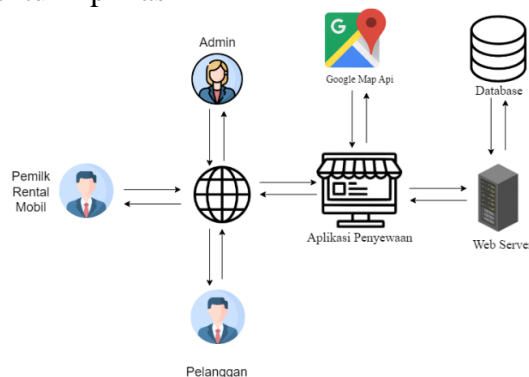 Admin
Google Map Api
Database
Pemilk
Rental
Mobil
Aplikasi Penyewaan
Web Serve
Pelanggan